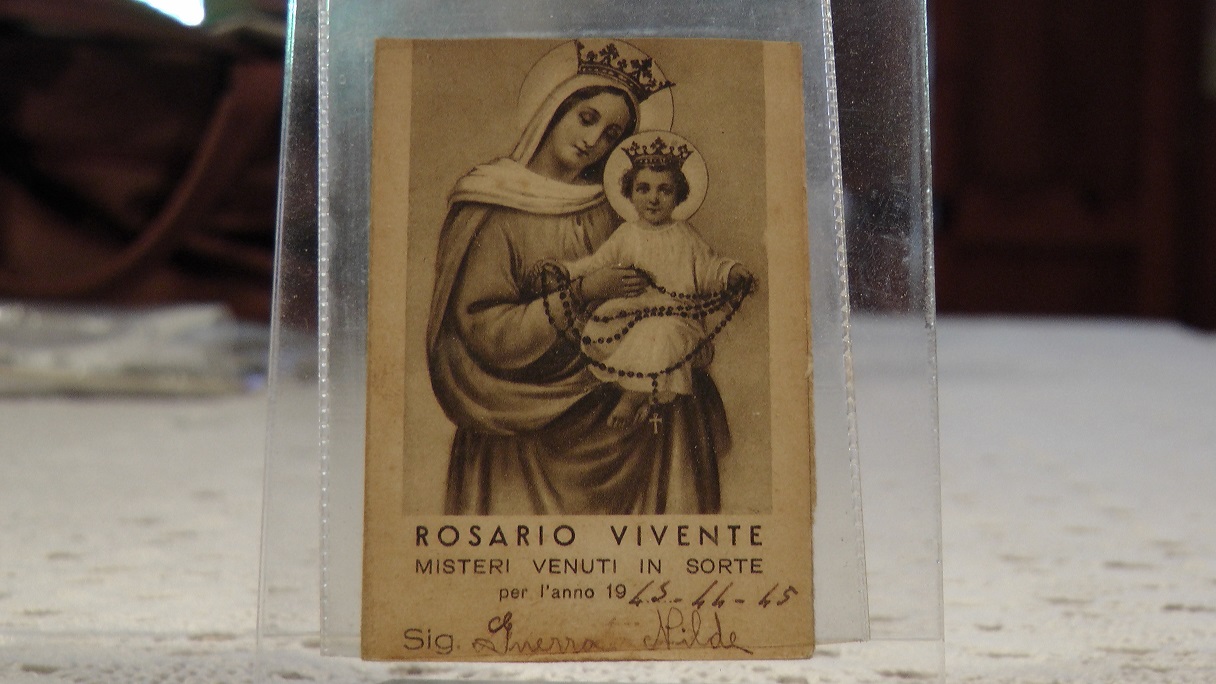 ROSARIO VIVENTE
MISTERI VENUTI IN SORTE
per l'anno 1943-44-45
Sig. Guerra Nilde